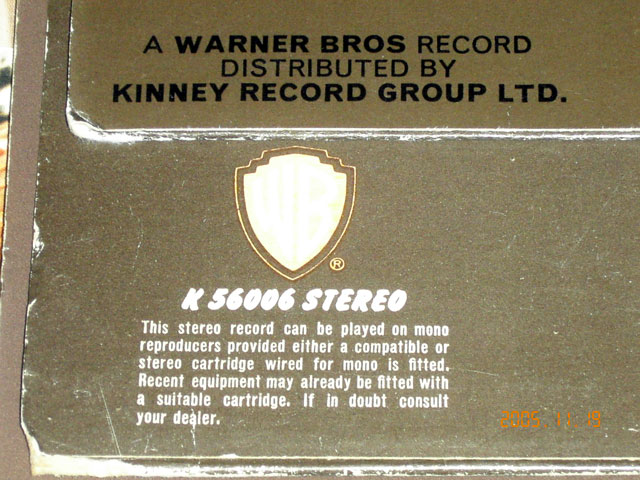 A WARNER BROS RECORD
DISTRIBUTED BY
KINNEY RECORD GROUP LTD.
WB
®
K 56006 STEREO
This stereo record can be played on mono
reproducers provided either a compatible or
stereo cartridge wired for mono is fitted.
Recent equipment may already be fitted with
a suitable cartridge. If in doubt consult
your dealer.
2005. 11. 19